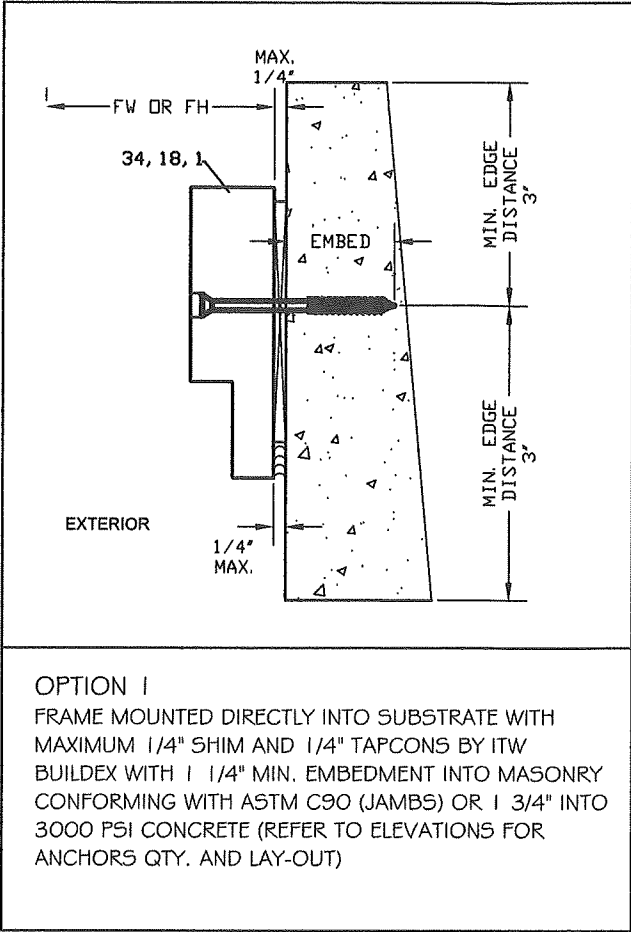 MAX.
1/4"
FW OR FH
34, 18, 1
EMBED
MIN. EDGE
DISTANCE
3"
MIN. EDGE
DISTANCE
3"
EXTERIOR
1/4"
MAX.
OPTION 1
FRAME MOUNTED DIRECTLY INTO SUBSTRATE WITH
MAXIMUM 1/4" SHIM AND 1/4" TAPCONS BY ITW
BUILDEX WITH 1 1/4" MIN. EMBEDMENT INTO MASONRY
CONFORMING WITH ASTM C90 (JAMBS) OR 1 3/4" INTO
3000 PSI CONCRETE (REFER TO ELEVATIONS FOR
ANCHORS QTY. AND LAY-OUT)